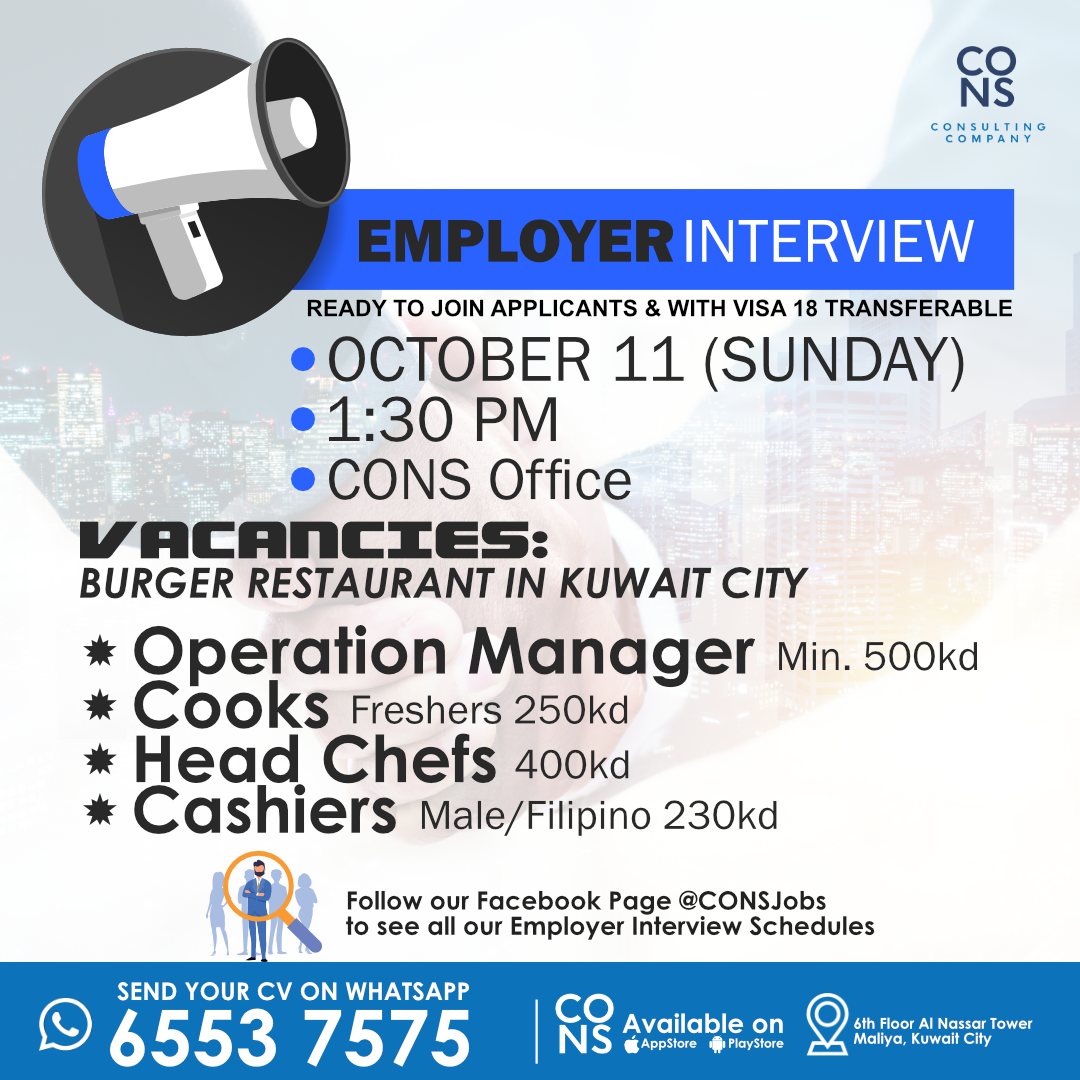 CO
NS
CONSULTING
COMPANY
EMPLOYER INTERVIEW
READY TO JOIN APPLICANTS & WITH VISA 18 TRANSFERABLE
OCTOBER 11 (SUNDAY)
1:30 PM
CONS Office
VACANCIES:
BURGER RESTAURANT IN KUWAIT CITY
Operation Manager Min. 500kd
Cooks Freshers 250kd
Head Chefs 400kd
Cashiers Male/Filipino 230kd
Follow our Facebook Page @CONSJobs
to see all our Employer Interview Schedules
SEND YOUR CV ON WHATSAPP
6553 7575
CO
NS
Available on
AppStore PlayStore
6th Floor Al Nassar Tower
Maliya, Kuwait City